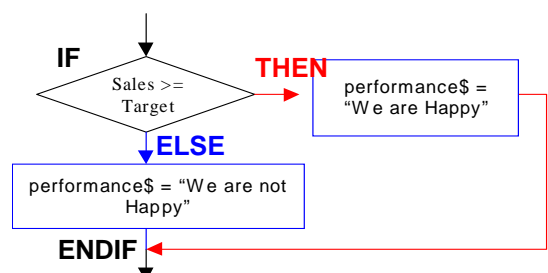 IF
Sales >=
Target
THEN
performance$ =
“We are Happy”
ELSE
performance$ = “We are not
Happy”
ENDIF